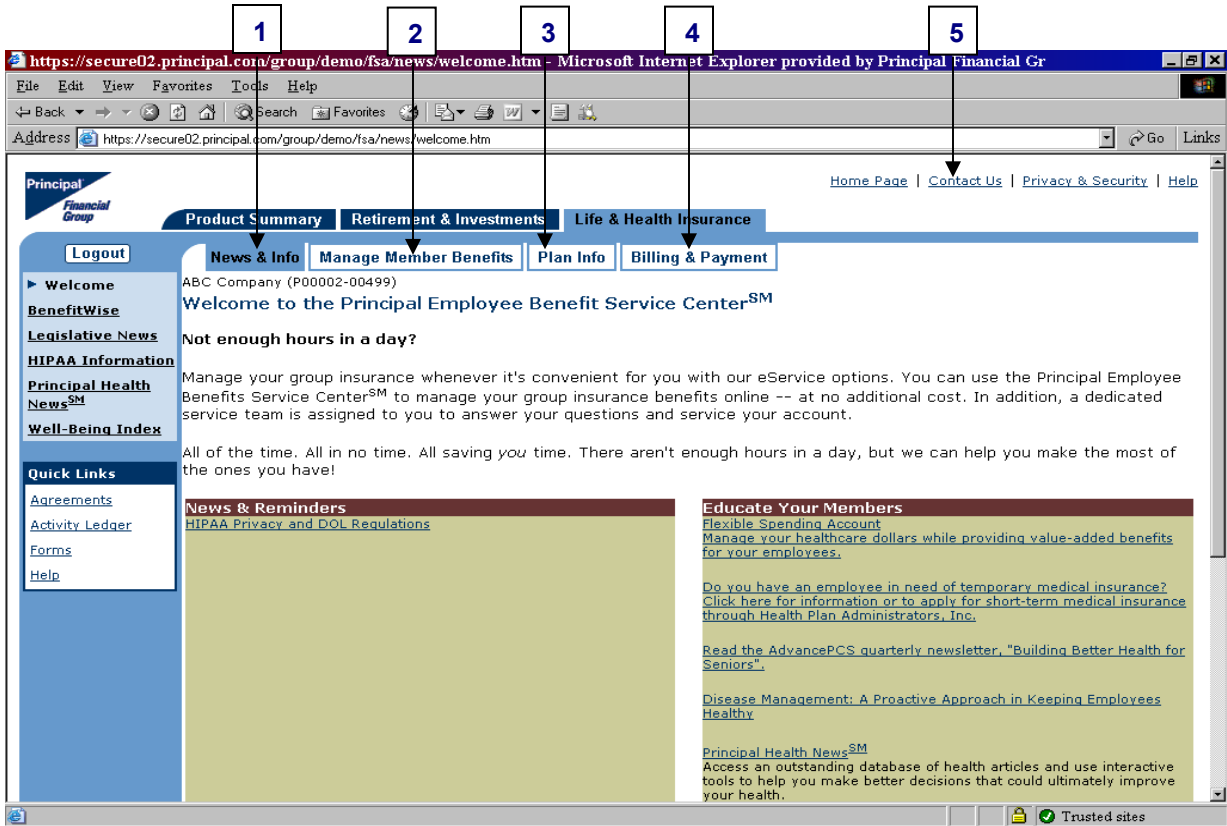 1 2 3 4 5
https://secure02.principal.com/group/demo/fsa/news/welcome.htm - Microsoft Internet Explorer provided by Principal Financial Gr
File Edit View Favorites Tools Help
Back Search Favorites
Address https://secure02.principal.com/group/demo/fsa/news/welcome.htm Go Links
Home Page | Contact Us | Privacy & Security | Help
Principal
Financial
Group
Product Summary Retirement & Investments Life & Health Insurance
Logout
News & Info Manage Member Benefits Plan Info Billing & Payment
Welcome
BenefitWise
Legislative News
HIPAA Information
Principal Health
News SM
Well-Being Index
Quick Links
Agreements
Activity Ledger
Forms
Help
ABC Company (P00002-00499)
Welcome to the Principal Employee Benefit Service Center SM
Not enough hours in a day?
Manage your group insurance whenever it's convenient for you with our eService options. You can use the Principal Employee
Benefits Service Center SM to manage your group insurance benefits online -- at no additional cost. In addition, a dedicated
service team is assigned to you to answer your questions and service your account.
All of the time. All in no time. All saving you time. There aren't enough hours in a day, but we can help you make the most of
the ones you have!
News & Reminders
HIPAA Privacy and DOL Regulations
Educate Your Members
Flexible Spending Account
Manage your healthcare dollars while providing value-added benefits
for your employees.
Do you have an employee in need of temporary medical insurance?
Click here for information or to apply for short-term medical insurance
through Health Plan Administrators, Inc.
Read the AdvancePCS quarterly newsletter, "Building Better Health for
Seniors".
Disease Management: A Proactive Approach in Keeping Employees
Healthy
Principal Health News SM
Access an outstanding database of health articles and use interactive
tools to help you make better decisions that could ultimately improve
your health.
Trusted sites